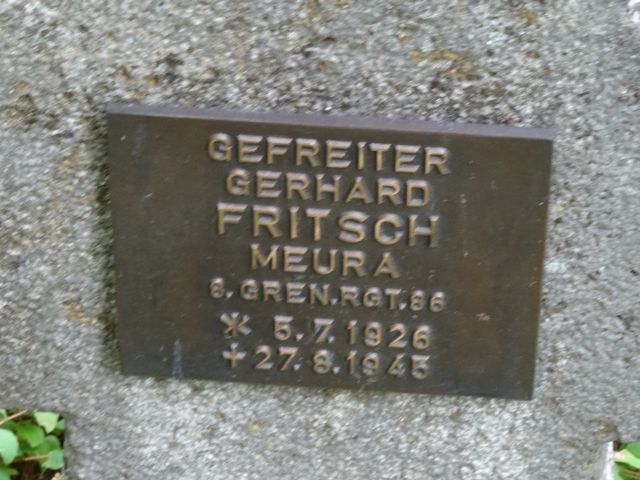 GEFREITER
GERHARD
FRITSCH
MEURA
8.GREN.RGT.86
* 5.7.1926
✝27.8.1945